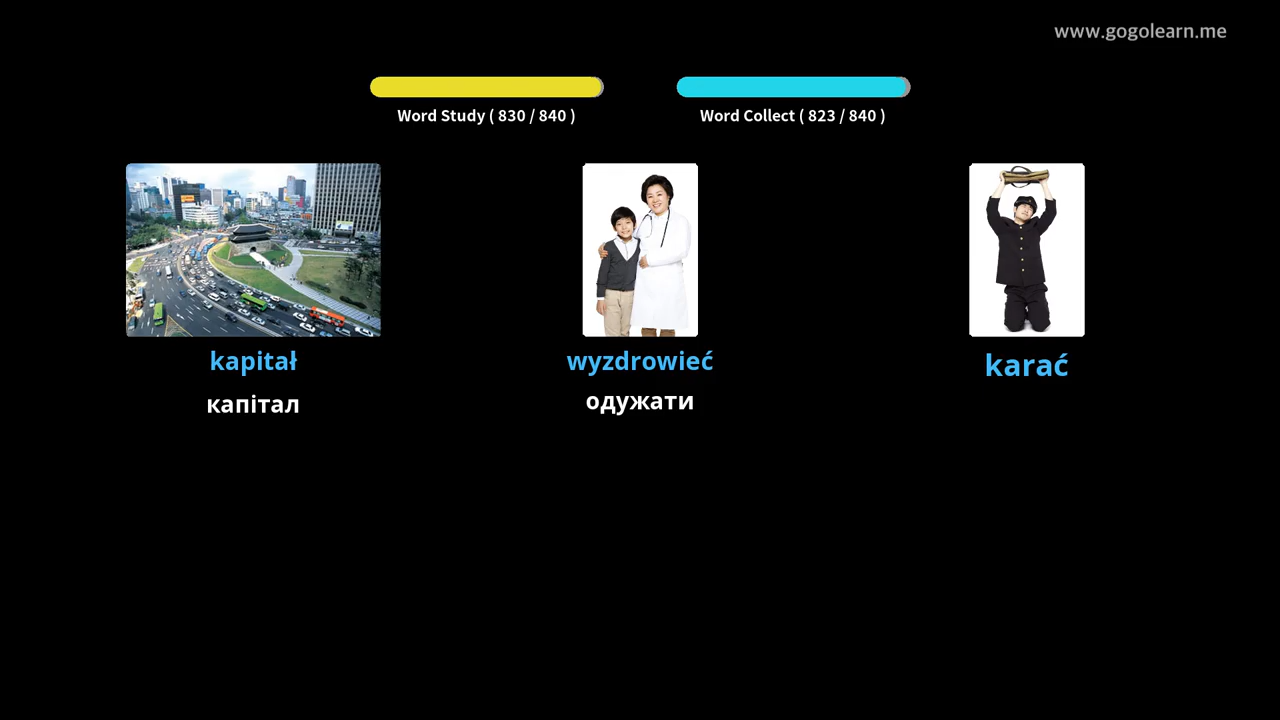 www.gogolearn.me
Word Study ( 830 / 840 )
Word Collect ( 823 / 840 )
kapitał
капітал
wyzdrowieć
одужати
karać